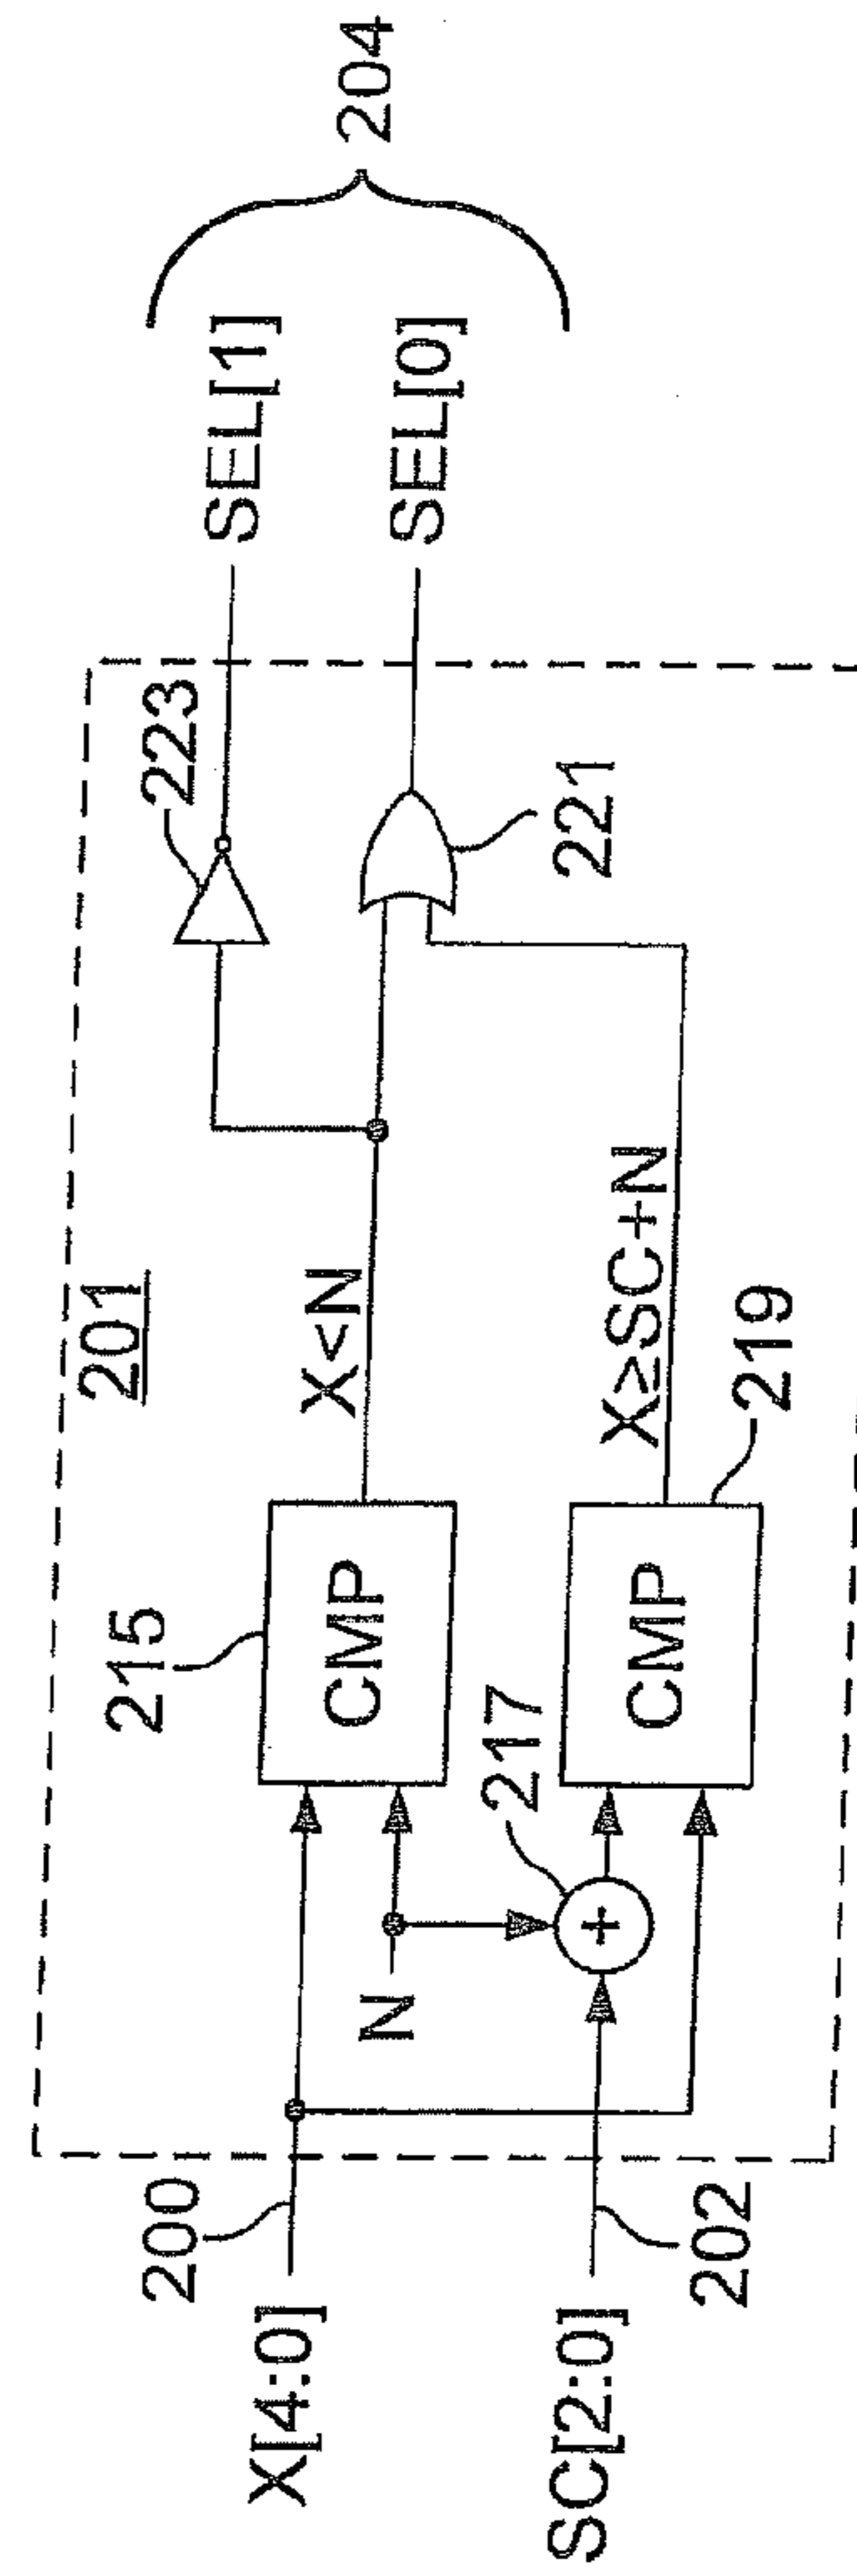 201
X[4:0]
200
215
CMP
X<N
223
SEL[1]
N
SC[2:0]
202
217
CMP
219
X≥SC+N
221
SEL[0]
204
+